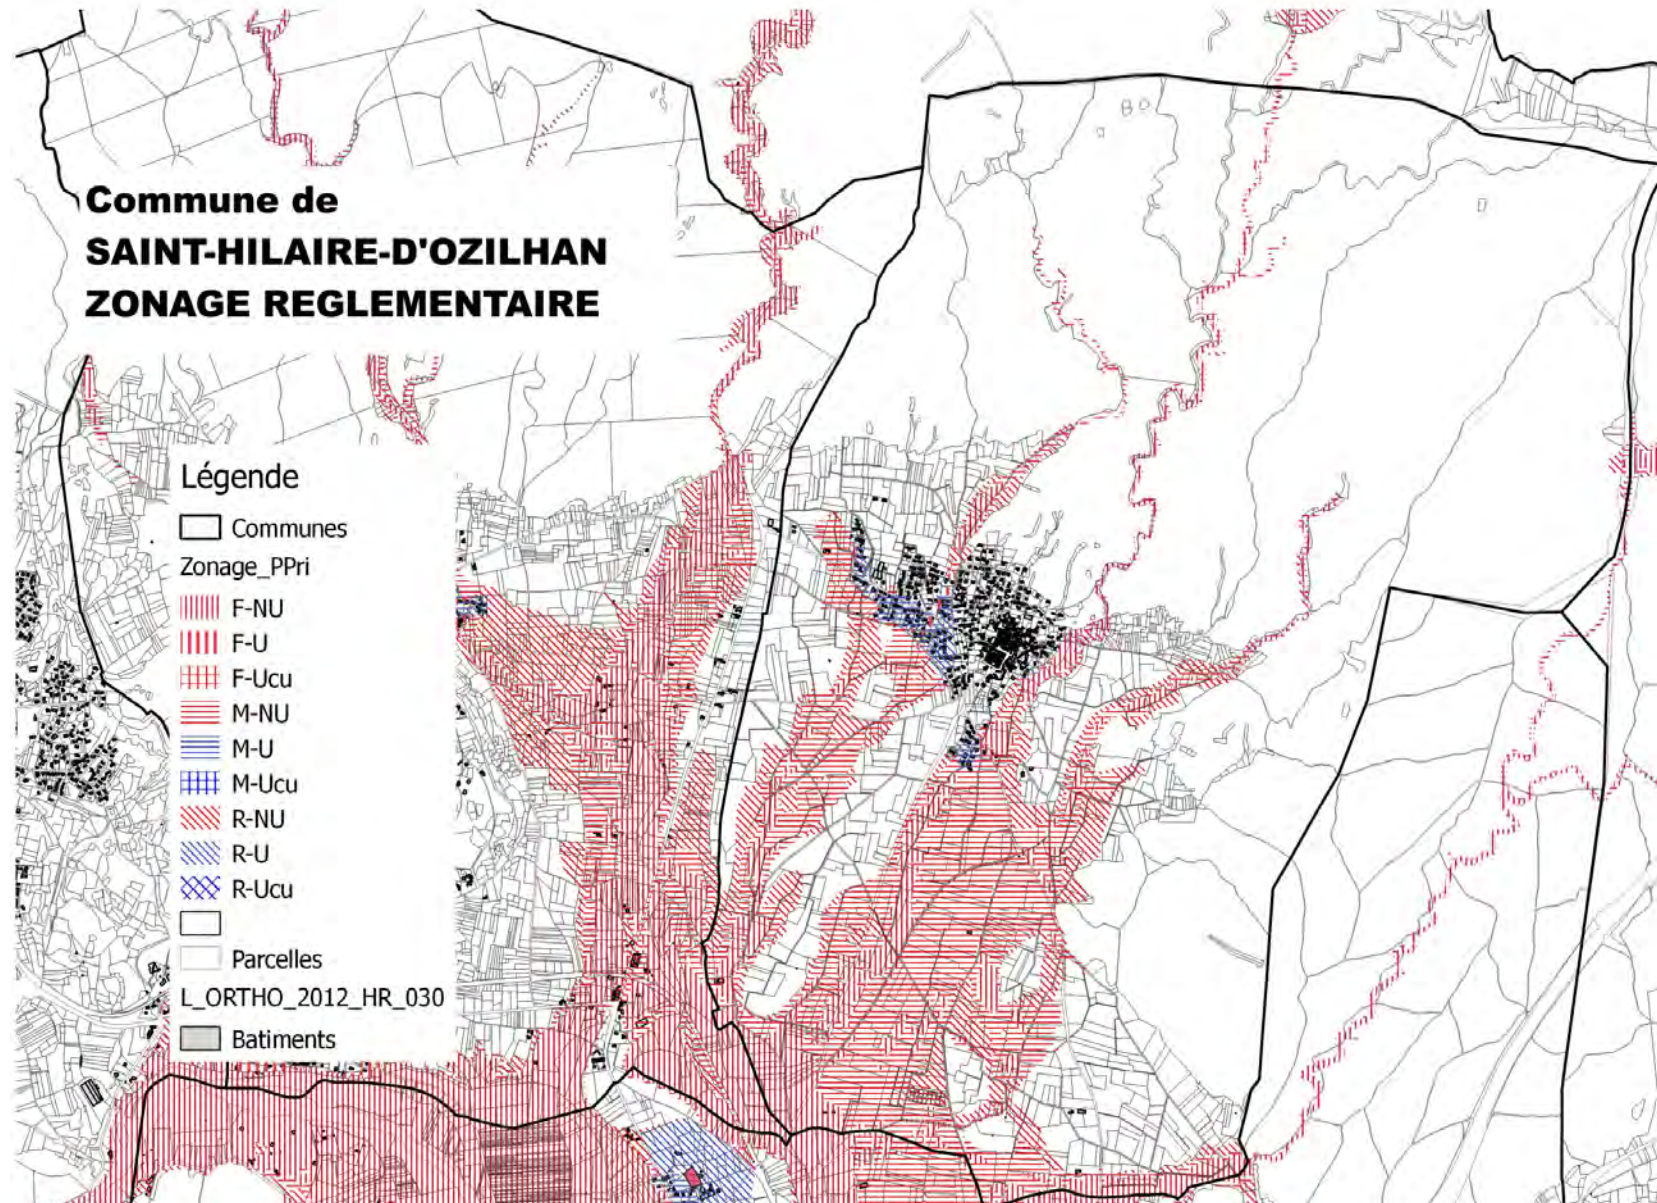 Commune de
SAINT-HILAIRE-D'OZILHAN
ZONAGE REGLEMENTAIRE
Légende
Communes
Zonage_PPri
F-NU
F-U
F-Ucu
M-NU
M-U
M-Ucu
R-NU
R-U
R-Ucu
Parcelles
L_ORTHO_2012_HR_030
Batiments